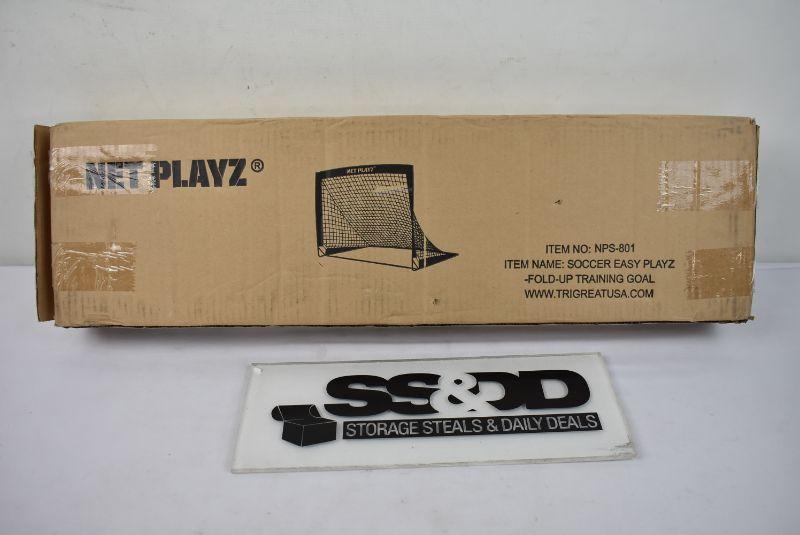 NET PLAYZ®
NET PLAYZ
ITEM NO: NPS-801
ITEM NAME: SOCCER EASY PLAYZ
-FOLD-UP TRAINING GOAL
WWW.TRIGREATUSA.COM
SS&DD
STORAGE STEALS & DAILY DEALS